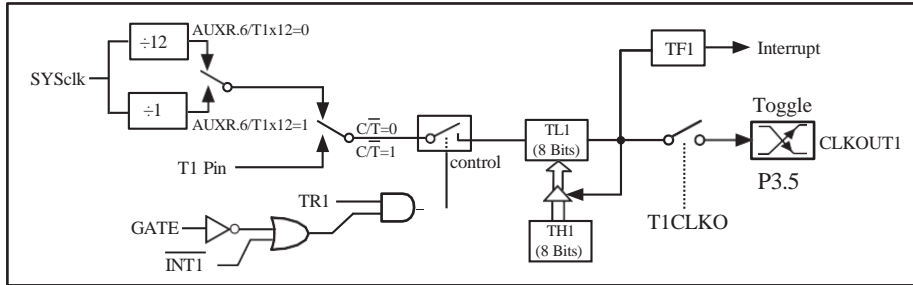 AUXR.6/T1x12=0
÷12
SYSclk
÷1
AUXR.6/T1x12=1
T1 Pin
C/T̅=0
C/T̅=1
control
TR1
GATE
I̅N̅T̅1̅
TL1
(8 Bits)
TH1
(8 Bits)
TF1
Interrupt
Toggle
CLKOUT1
P3.5
T1CLKO